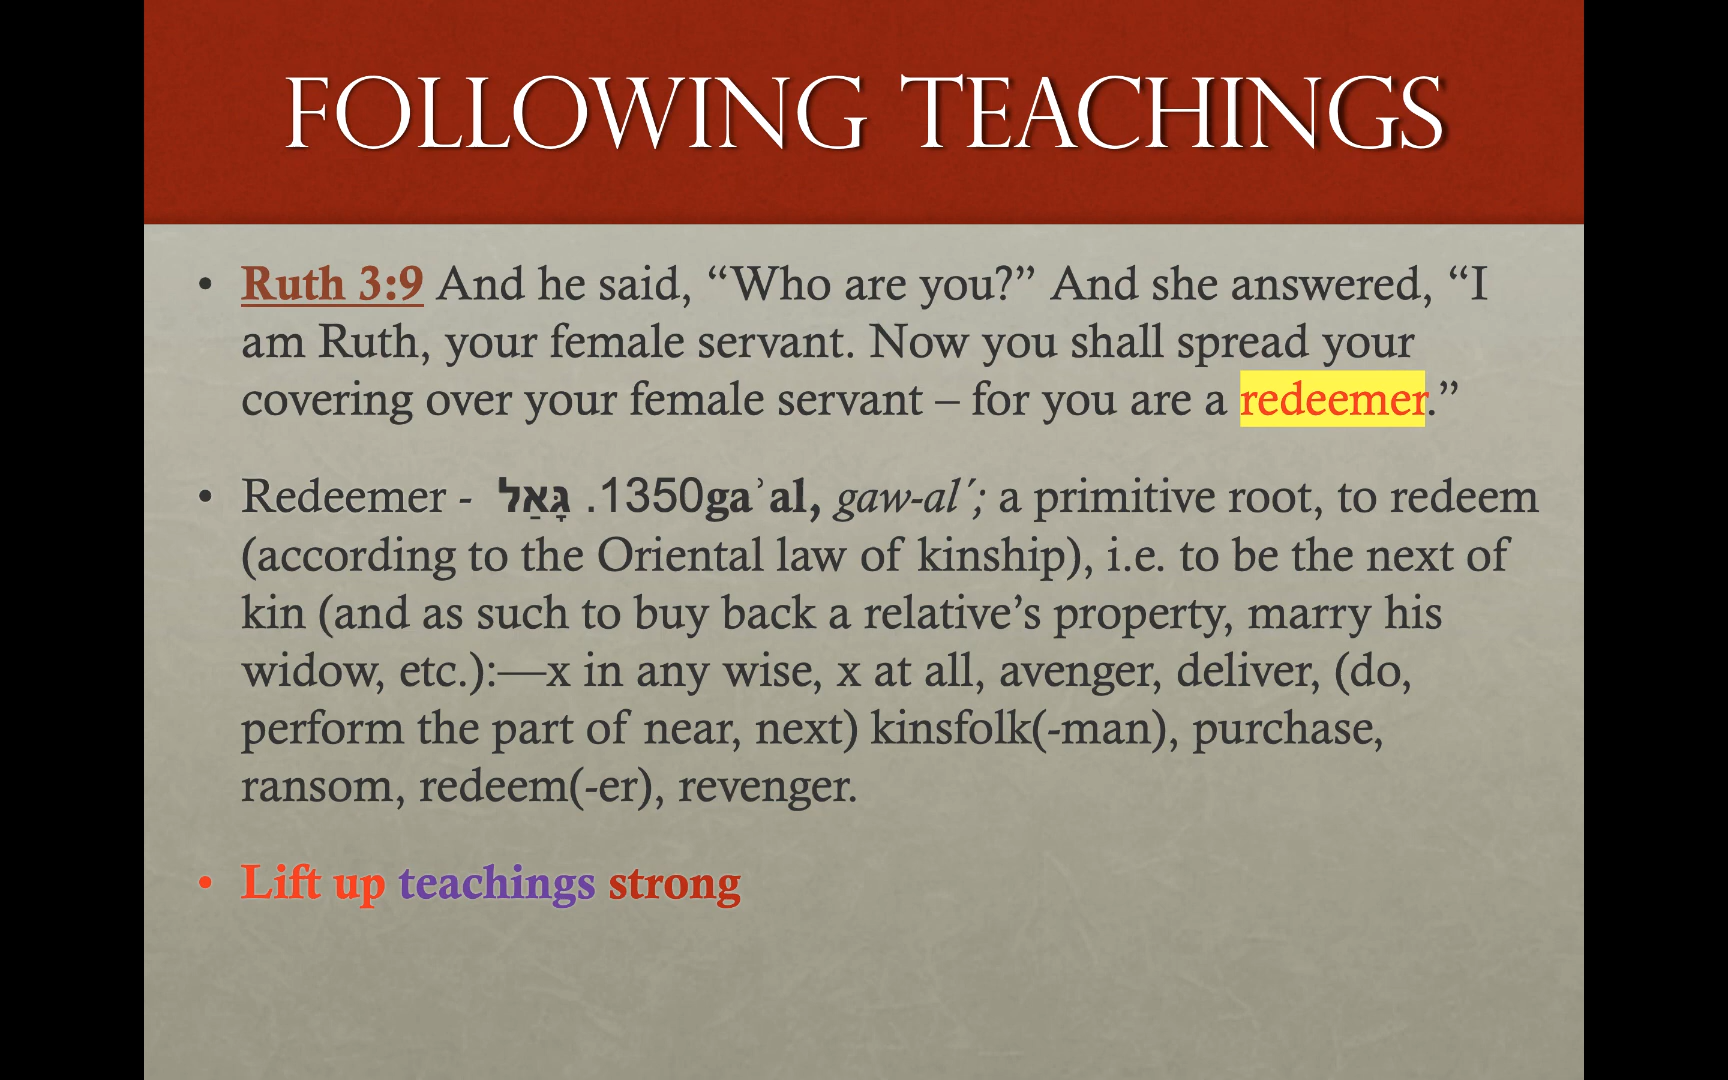 FOLLOWING TEACHINGS
• Ruth 3:9 And he said, “Who are you?” And she answered, “I
am Ruth, your female servant. Now you shall spread your
covering over your female servant – for you are a redeemer.”
• Redeemer - גָּאַל .1350gaʾal, gaw-al´; a primitive root, to redeem
(according to the Oriental law of kinship), i.e. to be the next of
kin (and as such to buy back a relative’s property, marry his
widow, etc.):—x in any wise, x at all, avenger, deliver, (do,
perform the part of near, next) kinsfolk(-man), purchase,
ransom, redeem(-er), revenger.
• Lift up teachings strong